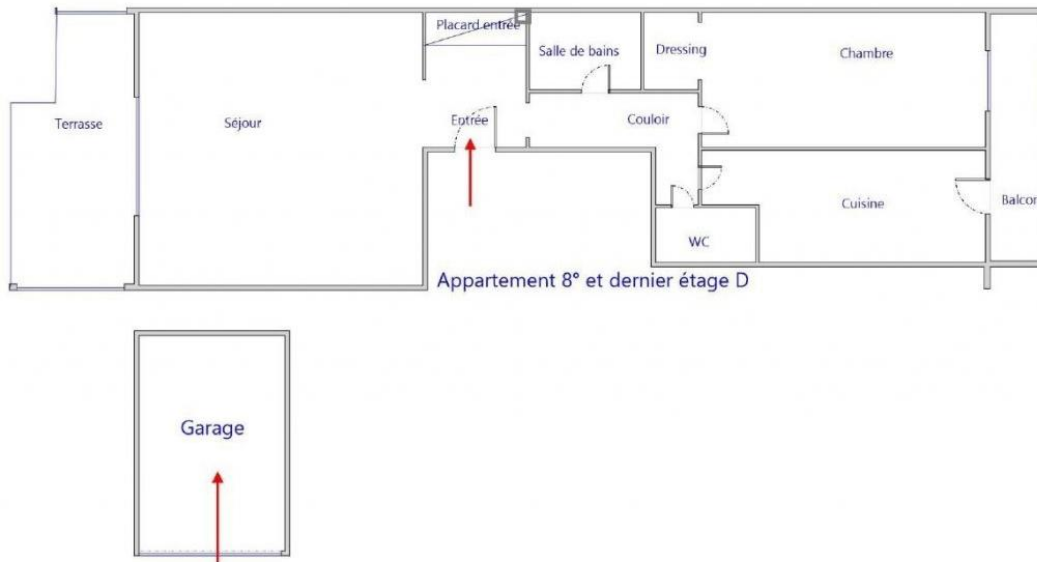 Placard entrée
Salle de bains
Dressing
Chambre
Terrasse
Séjour
Entrée
Couloir
Cuisine
Balcon
WC
Appartement 8° et dernier étage D
Garage